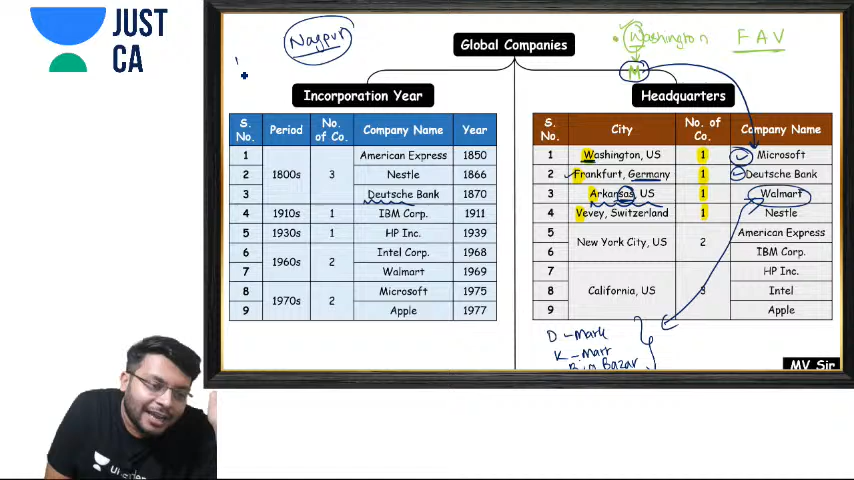 JUST
CA
Nagpur
Global Companies
Washington
FAV
M
Incorporation Year
Headquarters
S. No. Period No. of Co. Company Name Year
1 1800s 3 American Express 1850
2 Nestle 1866
3 Deutsche Bank 1870
4 1910s 1 IBM Corp. 1911
5 1930s 1 HP Inc. 1939
6 1960s 2 Intel Corp. 1968
7 Walmart 1969
8 1970s 2 Microsoft 1975
9 Apple 1977
S. No. City No. of Co. Company Name
1 Washington, US 1 Microsoft
2 Frankfurt, Germany 1 Deutsche Bank
3 Arkansas, US 1 Walmart
4 Vevey, Switzerland 1 Nestle
5 New York City, US 2 American Express
6 IBM Corp.
7 California, US 3 HP Inc.
8 Intel
9 Apple
D - Mark
K - Mart
Bazar
MV Sir